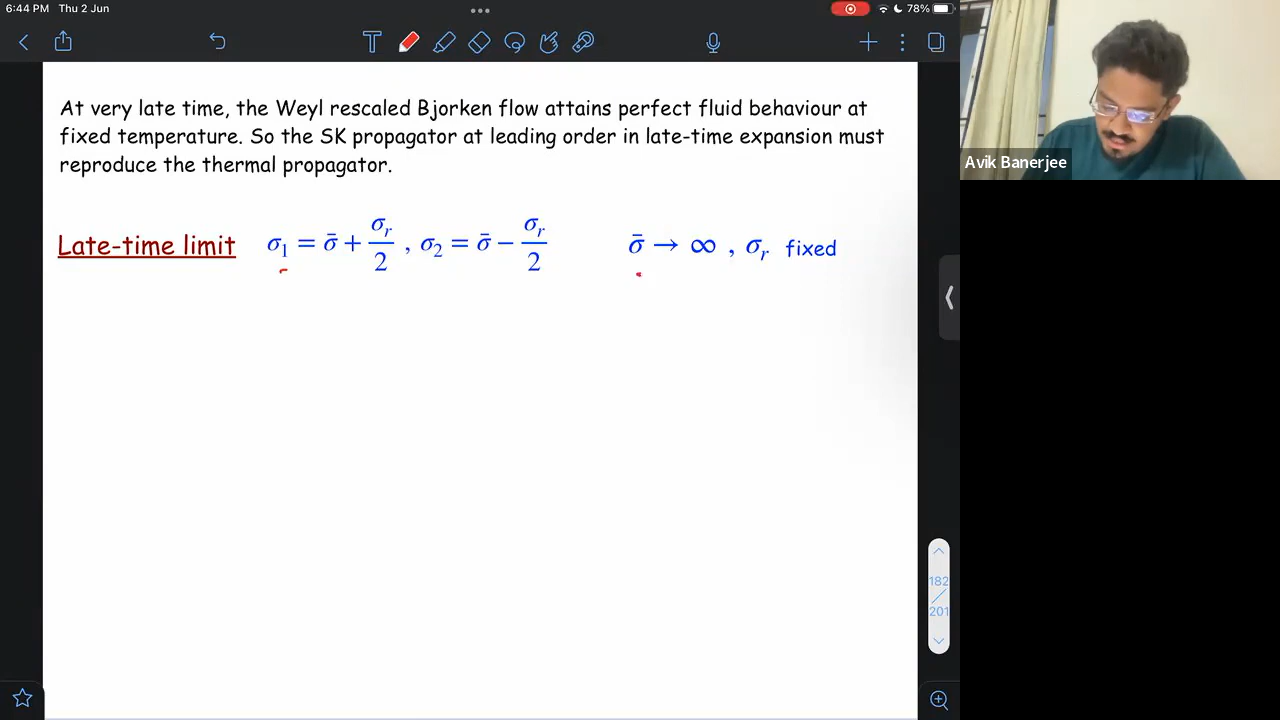 6:44 PM Thu 2 Jun
78%
At very late time, the Weyl rescaled Bjorken flow attains perfect fluid behaviour at
fixed temperature. So the SK propagator at leading order in late-time expansion must
reproduce the thermal propagator.
Avik Banerjee
Late-time limit σ₁ = σ̄ + σᵣ/2 , σ₂ = σ̄ − σᵣ/2 σ̄ → ∞ , σᵣ fixed
182
/
201